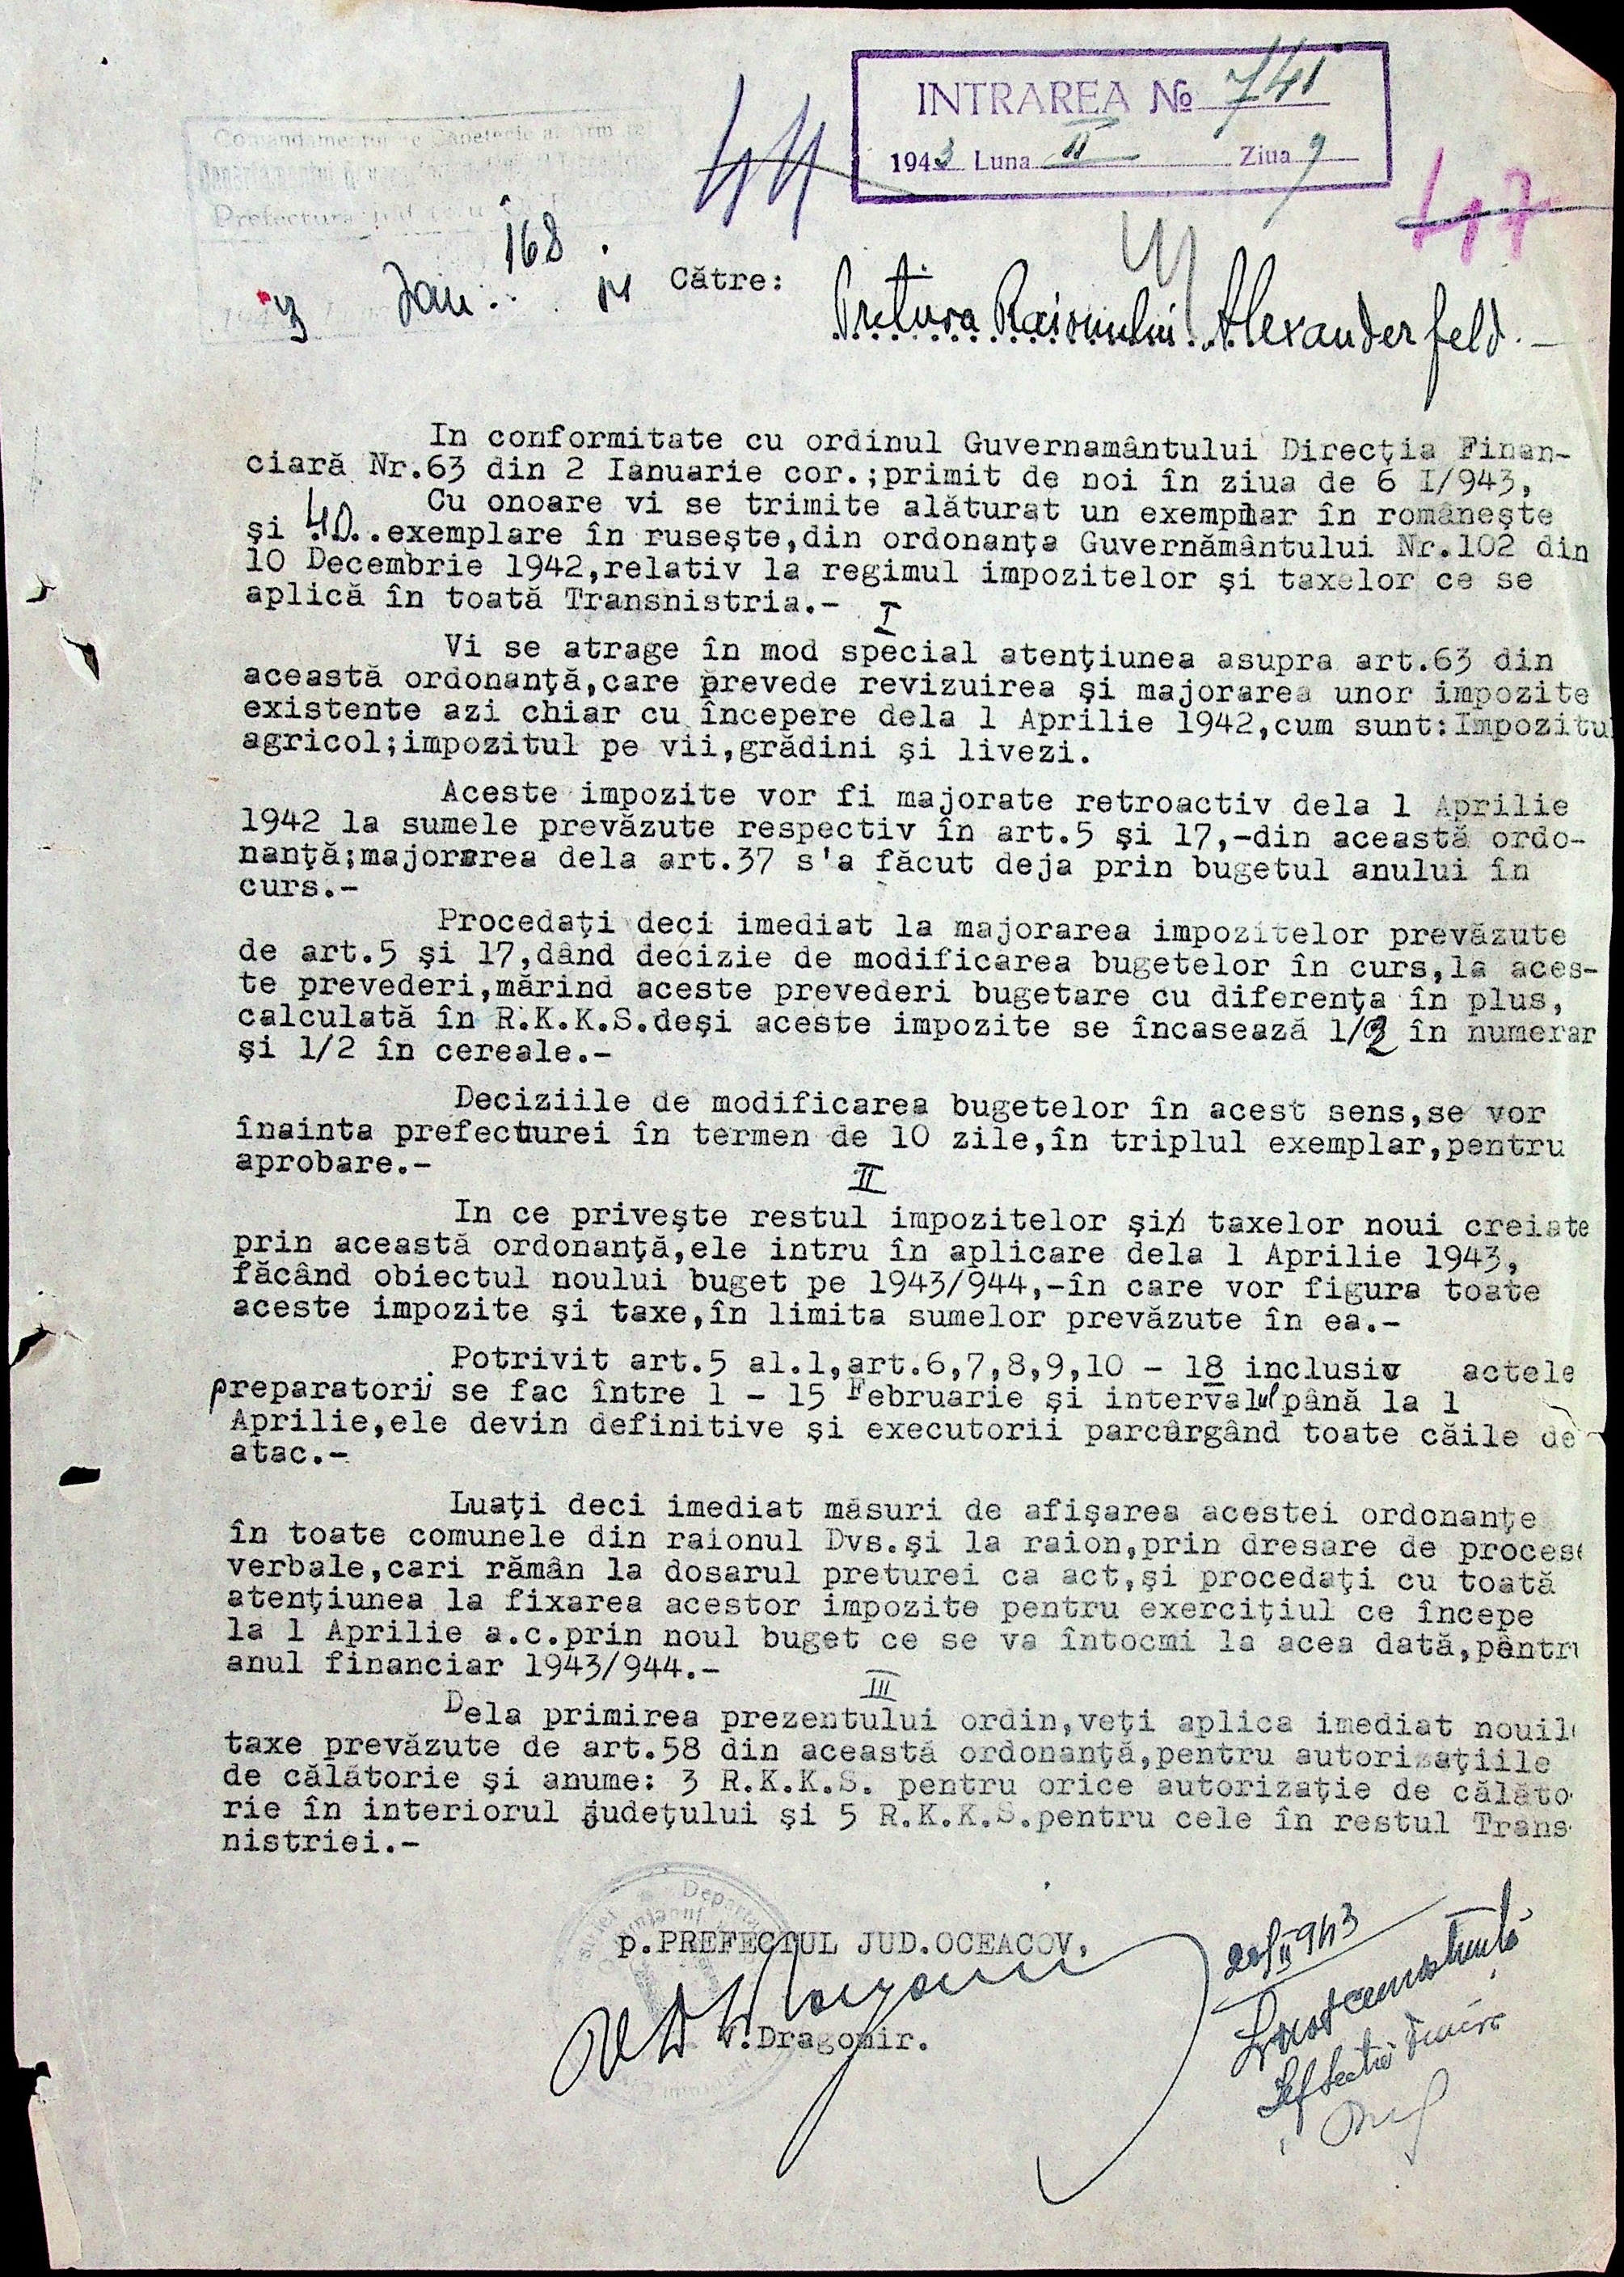 INTRAREA № 741
1943 Luna II Ziua 9
44
47
Prefectura
168
3 Ian. 14
Către:
Pretura Raionului Alexanderfeld.-
In conformitate cu ordinul Guvernamântului Direcţia Finan-
ciară Nr.63 din 2 Ianuarie cor.;primit de noi în ziua de 6 I/943,
Cu onoare vi se trimite alăturat un exemplar în româneşte
şi 40..exemplare în ruseşte,din ordonanţa Guvernământului Nr.102 din
10 Decembrie 1942,relativ la regimul impozitelor şi taxelor ce se
aplică în toată Transnistria.-
I
Vi se atrage în mod special atenţiunea asupra art.63 din
această ordonanţă,care prevede revizuirea şi majorarea unor impozite
existente azi chiar cu începere dela 1 Aprilie 1942,cum sunt:Impozitul
agricol;impozitul pe vii,grădini şi livezi.
Aceste impozite vor fi majorate retroactiv dela 1 Aprilie
1942 la sumele prevăzute respectiv în art.5 şi 17,-din această ordo-
nanţă;majorarea dela art.37 s'a făcut deja prin bugetul anului în
curs.-
Procedaţi deci imediat la majorarea impozitelor prevăzute
de art.5 şi 17,dând decizie de modificarea bugetelor în curs,la aces-
te prevederi,mărind aceste prevederi bugetare cu diferenţa în plus,
calculată în R.K.K.S.deşi aceste impozite se încasează 1/2 în numerar
şi 1/2 în cereale.-
Deciziile de modificarea bugetelor în acest sens,se vor
înainta prefecturei în termen de 10 zile,în triplul exemplar,pentru
aprobare.-
II
In ce priveşte restul impozitelor şi taxelor noui creiate
prin această ordonanţă,ele intru în aplicare dela 1 Aprilie 1943,
făcând obiectul noului buget pe 1943/944,-în care vor figura toate
aceste impozite şi taxe,în limita sumelor prevăzute în ea.-
Potrivit art.5 al.1,art.6,7,8,9,10 - 18 inclusiv actele
preparatorii se fac între 1 - 15 Februarie şi intervalul până la 1
Aprilie,ele devin definitive şi executorii parcurgând toate căile de
atac.-
Luaţi deci imediat măsuri de afişarea acestei ordonanţe
în toate comunele din raionul Dvs.şi la raion,prin dresare de procese
verbale,cari rămân la dosarul preturei ca act,şi procedaţi cu toată
atenţiunea la fixarea acestor impozite pentru exerciţiul ce începe
la 1 Aprilie a.c.prin noul buget ce se va întocmi la acea dată,pentru
anul financiar 1943/944.-
III
Dela primirea prezentului ordin,veţi aplica imediat nouile
taxe prevăzute de art.58 din această ordonanţă,pentru autorizaţiile
de călătorie şi anume: 3 R.K.K.S. pentru orice autorizaţie de călăto-
rie în interiorul judeţului şi 5 R.K.K.S.pentru cele în restul Trans-
nistriei.-
p.PREFECTUL JUD.OCEACOV,
V.Dragomir.